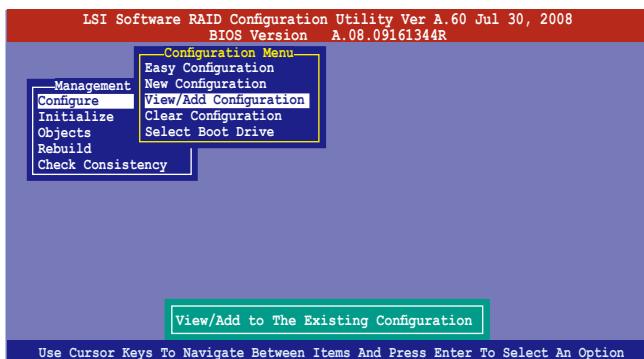 LSI Software RAID Configuration Utility Ver A.60 Jul 30, 2008
BIOS Version A.08.09161344R
Configuration Menu
Easy Configuration
New Configuration
View/Add Configuration
Clear Configuration
Select Boot Drive
Management
Configure
Initialize
Objects
Rebuild
Check Consistency
View/Add to The Existing Configuration
Use Cursor Keys To Navigate Between Items And Press Enter To Select An Option